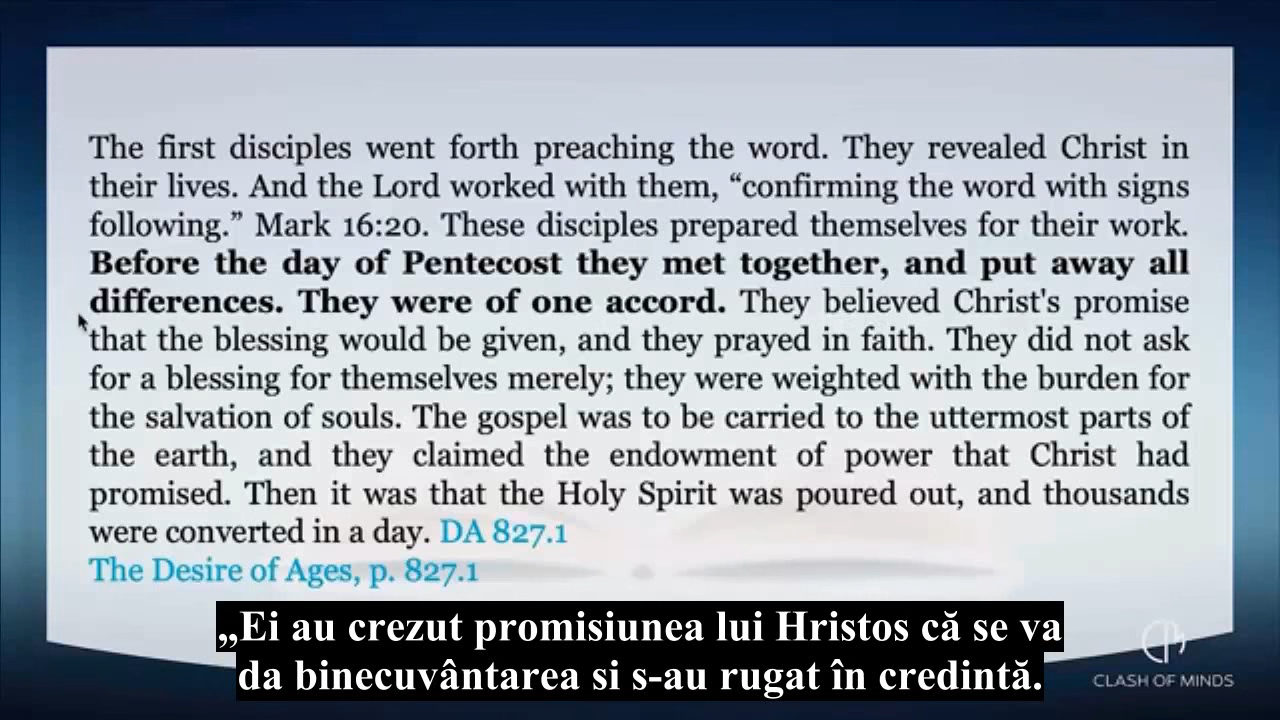 The first disciples went forth preaching the word. They revealed Christ in
their lives. And the Lord worked with them, “confirming the word with signs
following.” Mark 16:20. These disciples prepared themselves for their work.
Before the day of Pentecost they met together, and put away all
differences. They were of one accord. They believed Christ's promise
that the blessing would be given, and they prayed in faith. They did not ask
for a blessing for themselves merely; they were weighted with the burden for
the salvation of souls. The gospel was to be carried to the uttermost parts of
the earth, and they claimed the endowment of power that Christ had
promised. Then it was that the Holy Spirit was poured out, and thousands
were converted in a day. DA 827.1
The Desire of Ages, p. 827.1
„Ei au crezut promisiunea lui Hristos că se va
da binecuvântarea si s-au rugat în credintă.
CLASH OF MINDS